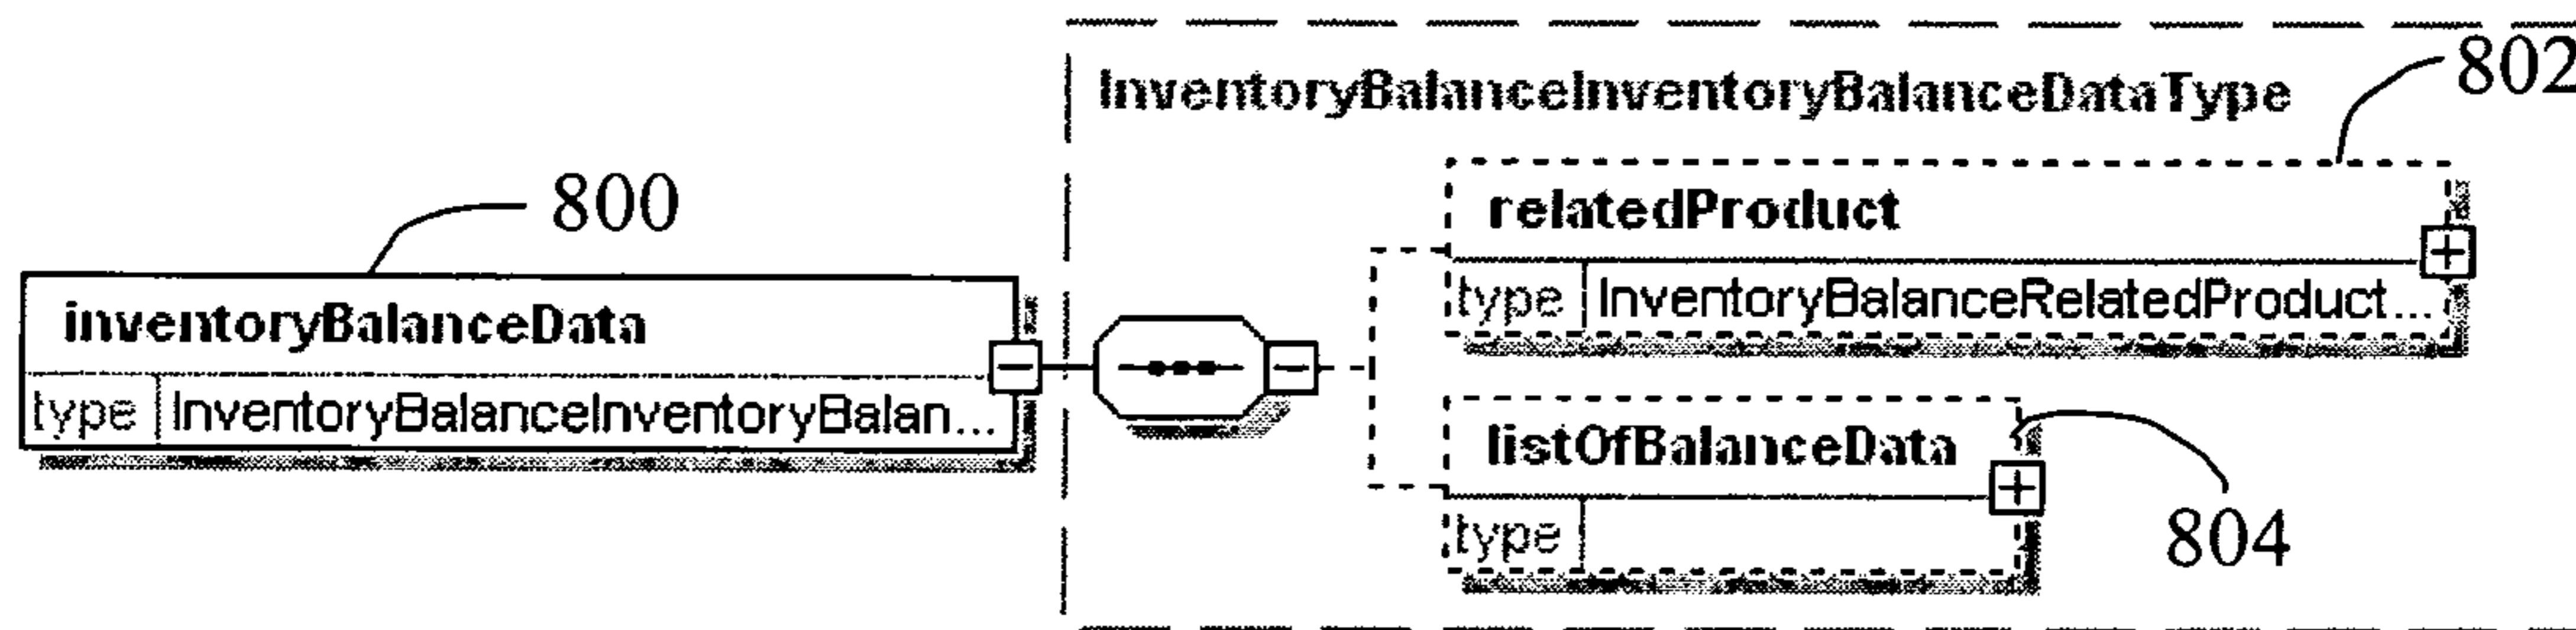 802
InventoryBalanceInventoryBalanceDataType
800
relatedProduct
type InventoryBalanceRelatedProduct...
inventoryBalanceData
type InventoryBalanceInventoryBalan...
listOfBalanceData
type
804